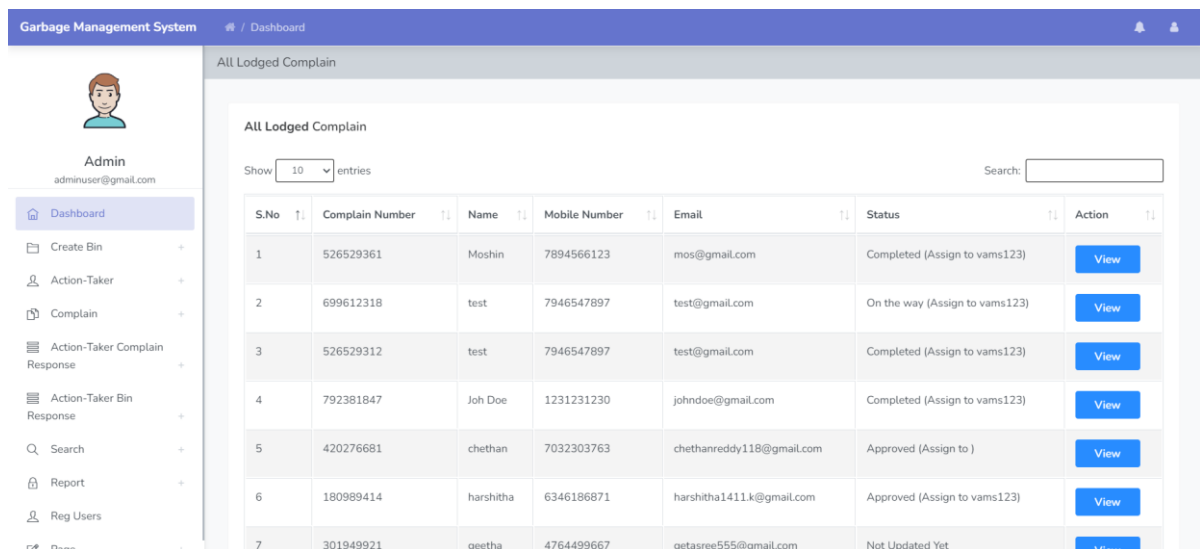 Garbage Management System
/ Dashboard
All Lodged Complain
Admin
adminuser@gmail.com
Dashboard
Create Bin +
Action-Taker +
Complain +
Action-Taker Complain
Response +
Action-Taker Bin
Response +
Search +
Report +
Reg Users
Page
All Lodged Complain
Show 10 entries
Search:
S.No Complain Number Name Mobile Number Email Status Action
1 526529361 Moshin 7894566123 mos@gmail.com Completed (Assign to vams123) View
2 699612318 test 7946547897 test@gmail.com On the way (Assign to vams123) View
3 526529312 test 7946547897 test@gmail.com Completed (Assign to vams123) View
4 792381847 Joh Doe 1231231230 johndoe@gmail.com Completed (Assign to vams123) View
5 420276681 chethan 7032303763 chethanreddy118@gmail.com Approved (Assign to ) View
6 180989414 harshitha 6346186871 harshitha1411.k@gmail.com Approved (Assign to vams123) View
7 301949921 geetha 4764499667 getasree555@gmail.com Not Updated Yet View